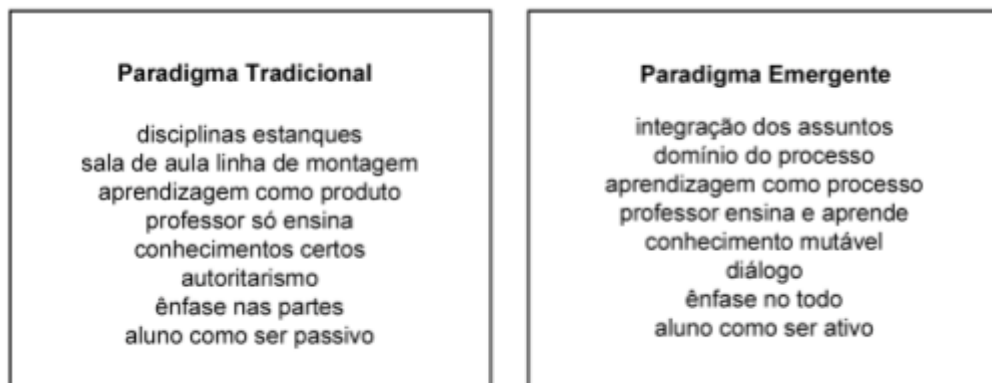 Paradigma Tradicional
disciplinas estanques
sala de aula linha de montagem
aprendizagem como produto
professor só ensina
conhecimentos certos
autoritarismo
ênfase nas partes
aluno como ser passivo
Paradigma Emergente
integração dos assuntos
domínio do processo
aprendizagem como processo
professor ensina e aprende
conhecimento mutável
diálogo
ênfase no todo
aluno como ser ativo